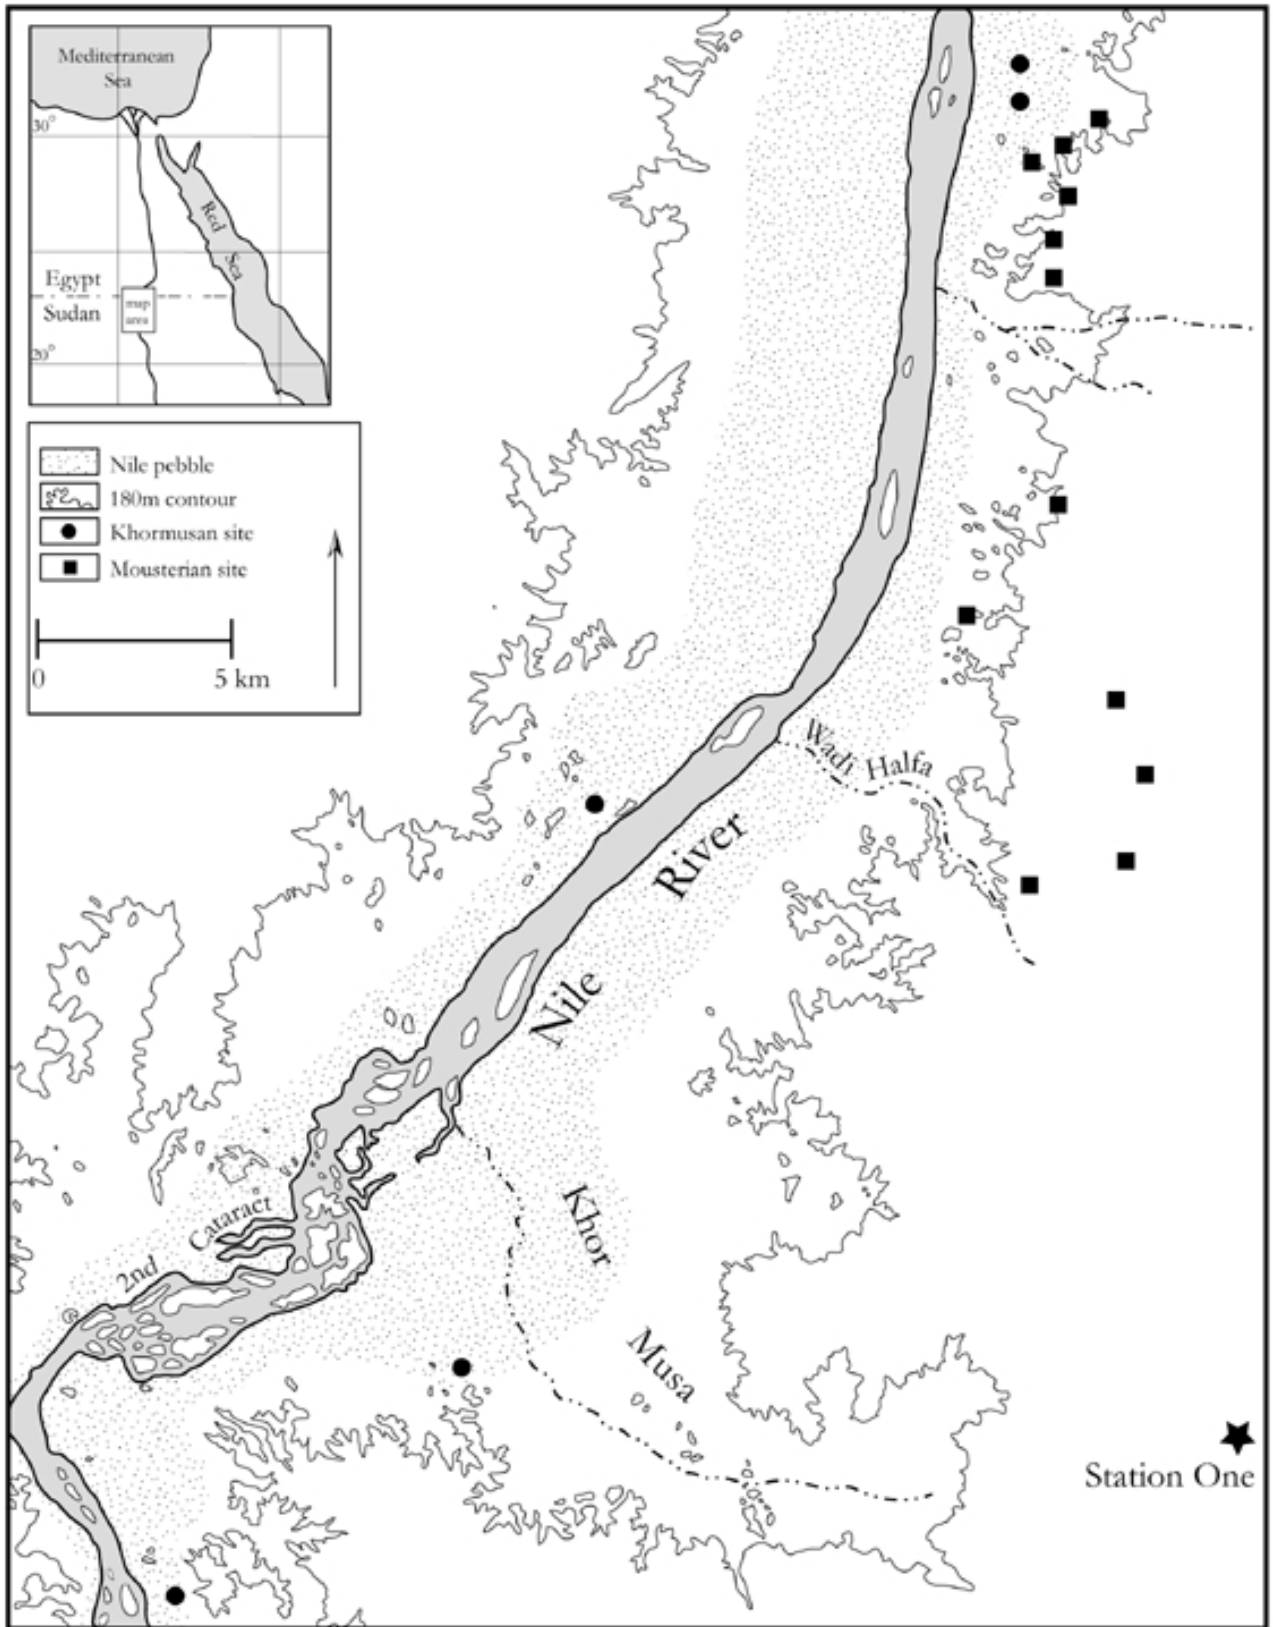 Mediterranean
Sea
30°
Red
Sea
Egypt
Sudan
map
area
20°
Nile pebble
180m contour
Khormusan site
Mousterian site
0
5 km
Wadi Halfa
Nile River
2nd Cataract
Khor Musa
Station One